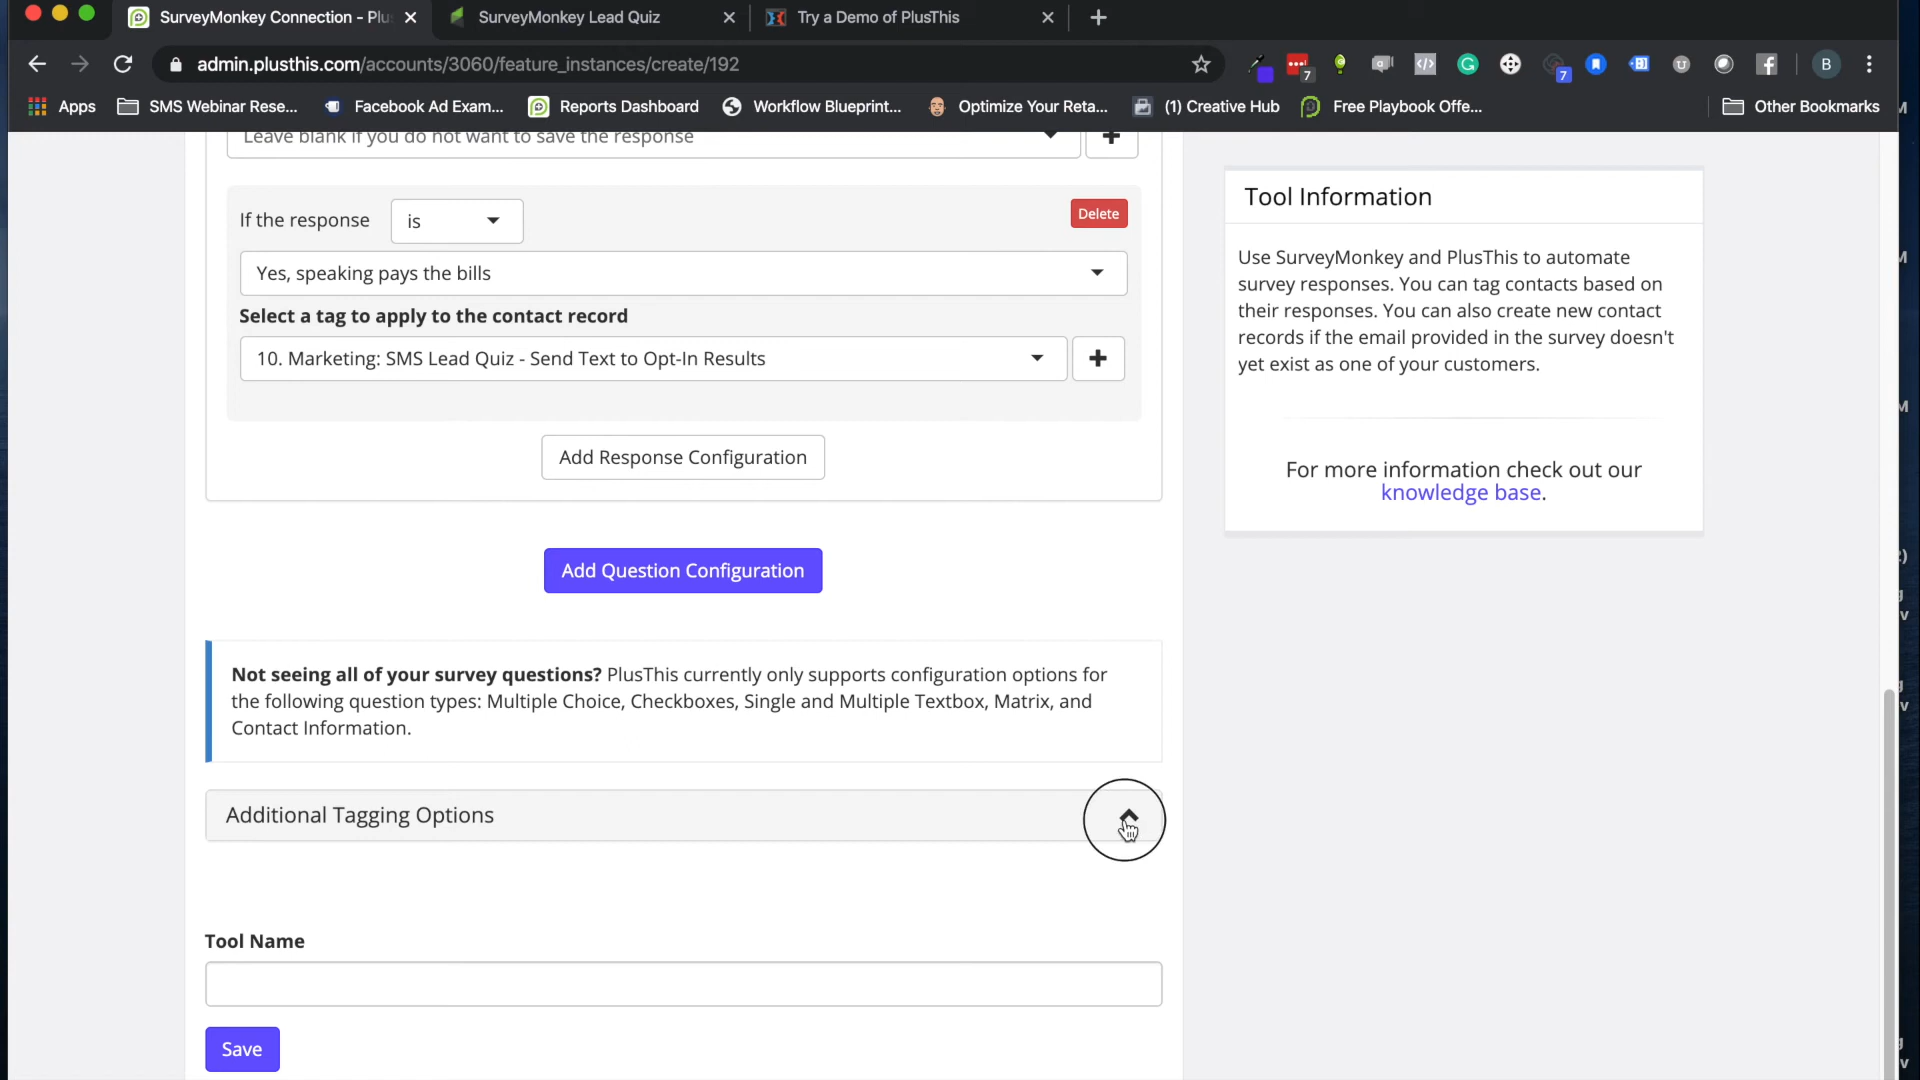 SurveyMonkey Connection - Plu
SurveyMonkey Lead Quiz
Try a Demo of PlusThis
admin.plusthis.com/accounts/3060/feature_instances/create/192
7
7
B
Apps
SMS Webinar Rese...
Facebook Ad Exam...
Reports Dashboard
Workflow Blueprint...
Optimize Your Reta...
(1) Creative Hub
Free Playbook Offe...
Other Bookmarks
Leave blank if you do not want to save the response
If the response
is
Delete
Yes, speaking pays the bills
Select a tag to apply to the contact record
10. Marketing: SMS Lead Quiz - Send Text to Opt-In Results
Add Response Configuration
Add Question Configuration
Not seeing all of your survey questions? PlusThis currently only supports configuration options for
the following question types: Multiple Choice, Checkboxes, Single and Multiple Textbox, Matrix, and
Contact Information.
Additional Tagging Options
Tool Name
Save
Tool Information
Use SurveyMonkey and PlusThis to automate
survey responses. You can tag contacts based on
their responses. You can also create new contact
records if the email provided in the survey doesn't
yet exist as one of your customers.
For more information check out our
knowledge base.